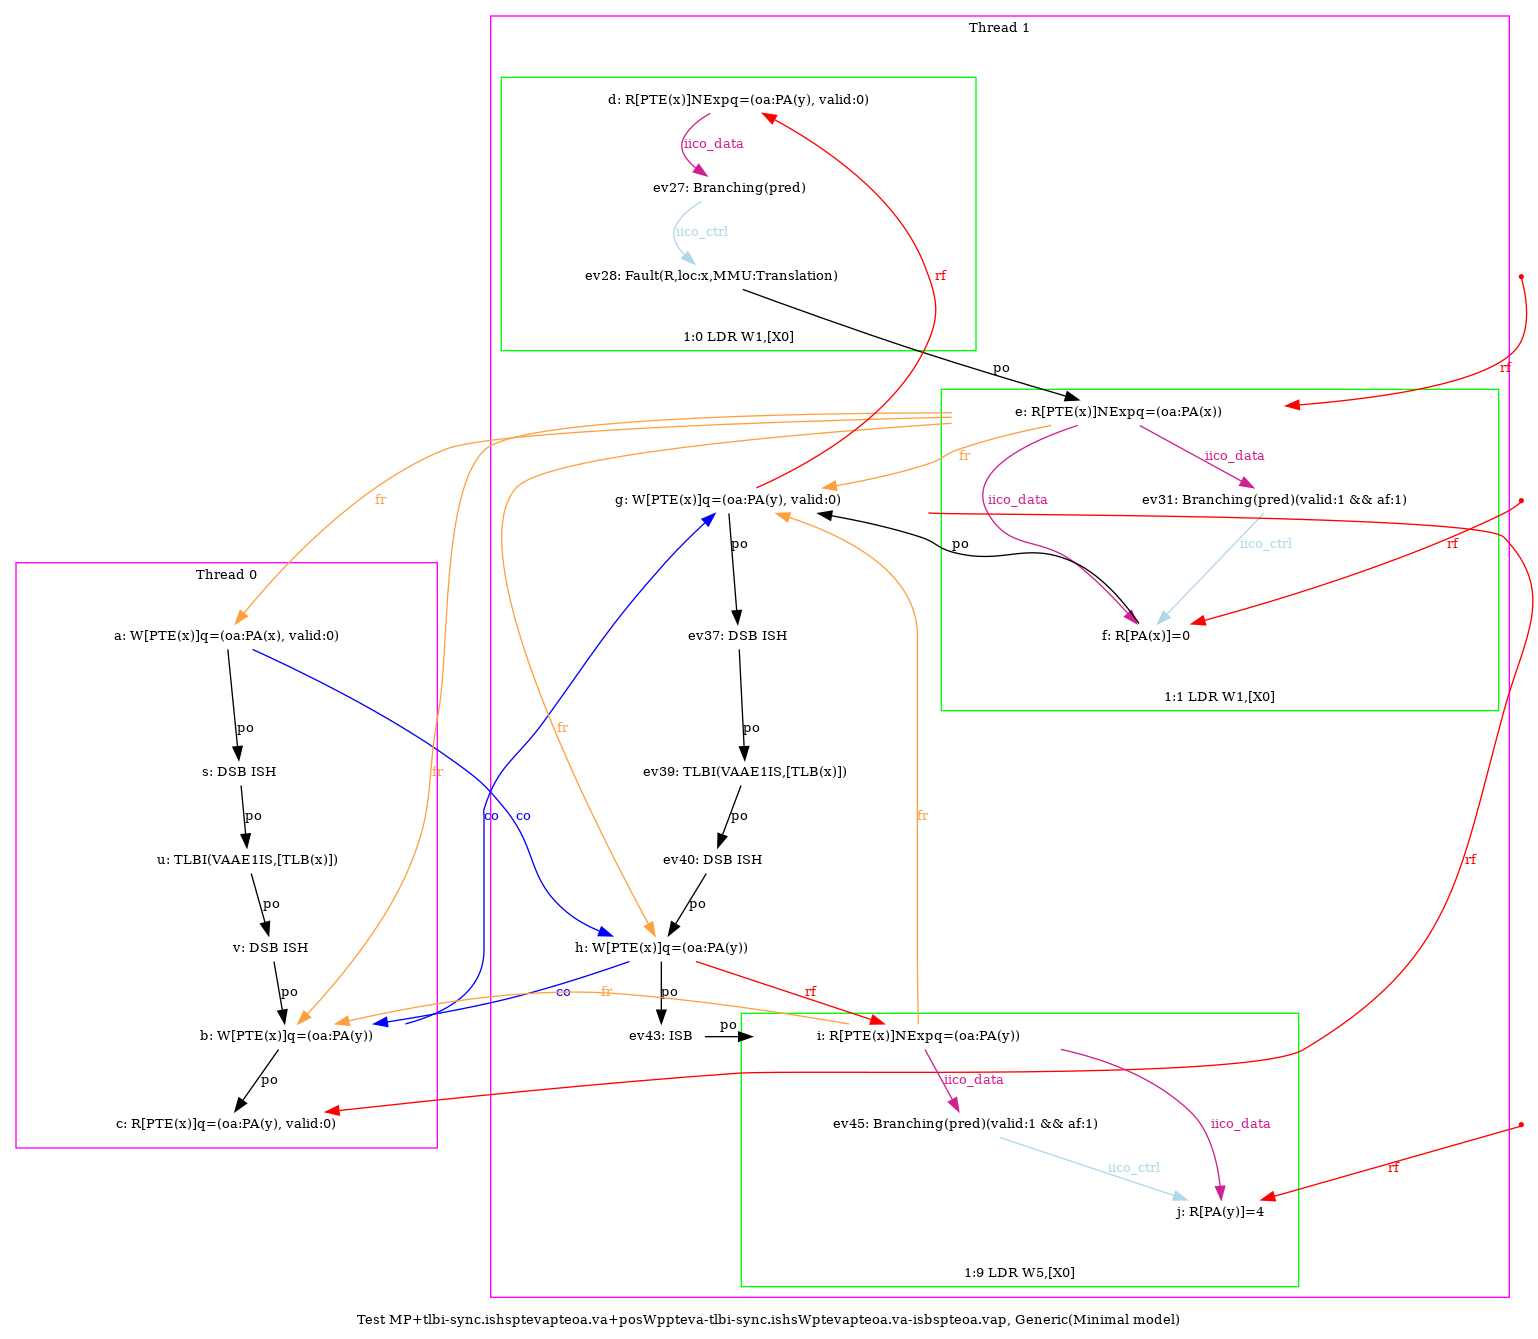 Thread 1
d: R[PTE(x)]NExpq=(oa:PA(y), valid:0)
iico_data
ev27: Branching(pred)
iico_ctrl
ev28: Fault(R,loc:x,MMU:Translation)
rf
1:0 LDR W1,[X0]
po
rf
e: R[PTE(x)]NExpq=(oa:PA(x))
fr
iico_data
fr
iico_data
g: W[PTE(x)]q=(oa:PA(y), valid:0)
ev31: Branching(pred)(valid:1 && af:1)
po
po
iico_ctrl
rf
Thread 0
a: W[PTE(x)]q=(oa:PA(x), valid:0)
ev37: DSB ISH
f: R[PA(x)]=0
1:1 LDR W1,[X0]
po
fr
po
s: DSB ISH
fr
ev39: TLBI(VAAE1IS,[TLB(x)])
po
co
co
po
fr
u: TLBI(VAAE1IS,[TLB(x)])
ev40: DSB ISH
rf
po
po
v: DSB ISH
h: W[PTE(x)]q=(oa:PA(y))
po
co
fr
po
rf
b: W[PTE(x)]q=(oa:PA(y))
ev43: ISB
po
i: R[PTE(x)]NExpq=(oa:PA(y))
po
iico_data
c: R[PTE(x)]q=(oa:PA(y), valid:0)
ev45: Branching(pred)(valid:1 && af:1)
iico_data
iico_ctrl
rf
j: R[PA(y)]=4
1:9 LDR W5,[X0]
Test MP+tlbi-sync.ishsptevapteoa.va+posWppteva-tlbi-sync.ishsWptevapteoa.va-isbspteoa.vap, Generic(Minimal model)